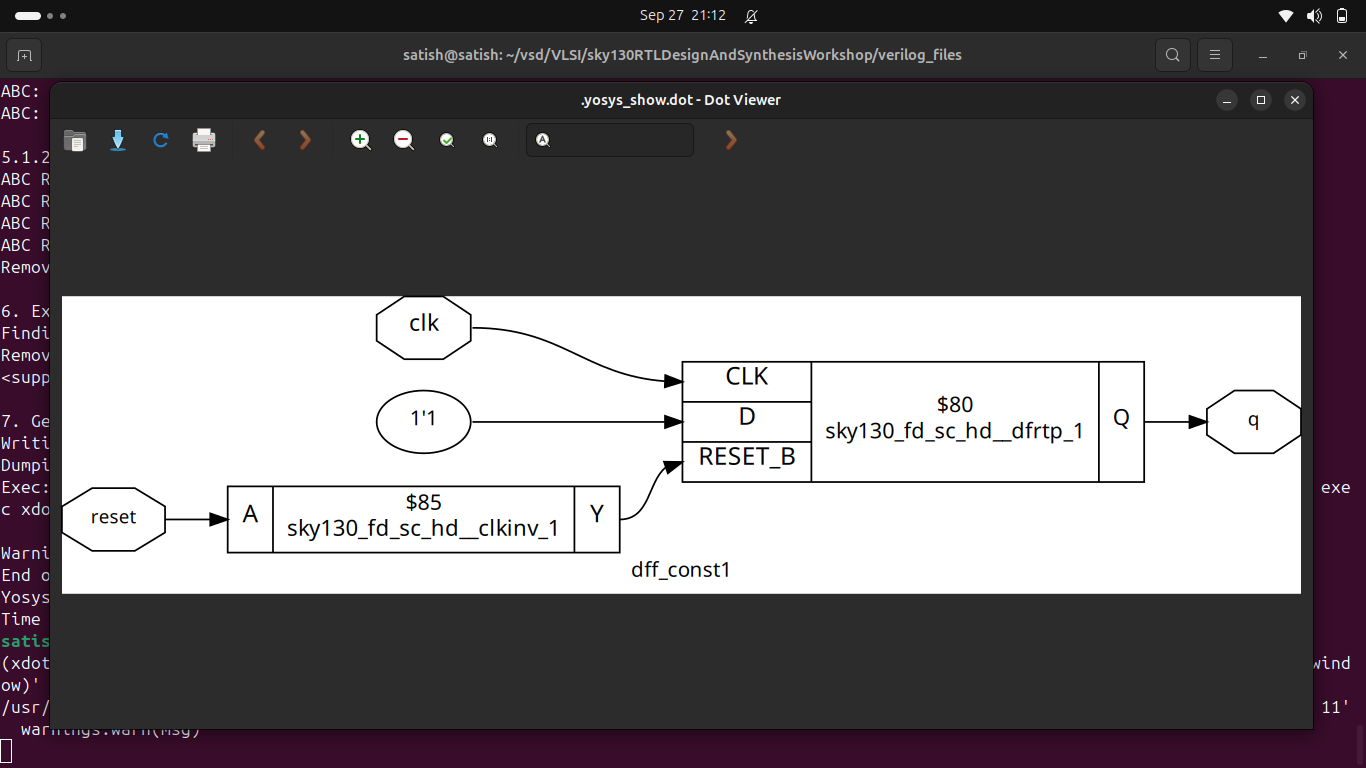 Sep 27 21:12
satish@satish: ~/vsd/VLSI/sky130RTLDesignAndSynthesisWorkshop/verilog_files
ABC:
ABC:
.yosys_show.dot - Dot Viewer
5.1.2
ABC R
ABC R
ABC R
ABC R
Remov
6. Ex
Findi
Remov
<supp
7. Ge
Writi
Dumpi
Exec: exe
c xdo
Warni
End o
Yosys
Time
satis
(xdot wind
ow)'
/usr/ 11'
warnings.warn(msg)
clk
CLK
1'1
D
$80
sky130_fd_sc_hd__dfrtp_1
Q
q
RESET_B
reset
A
$85
sky130_fd_sc_hd__clkinv_1
Y
dff_const1